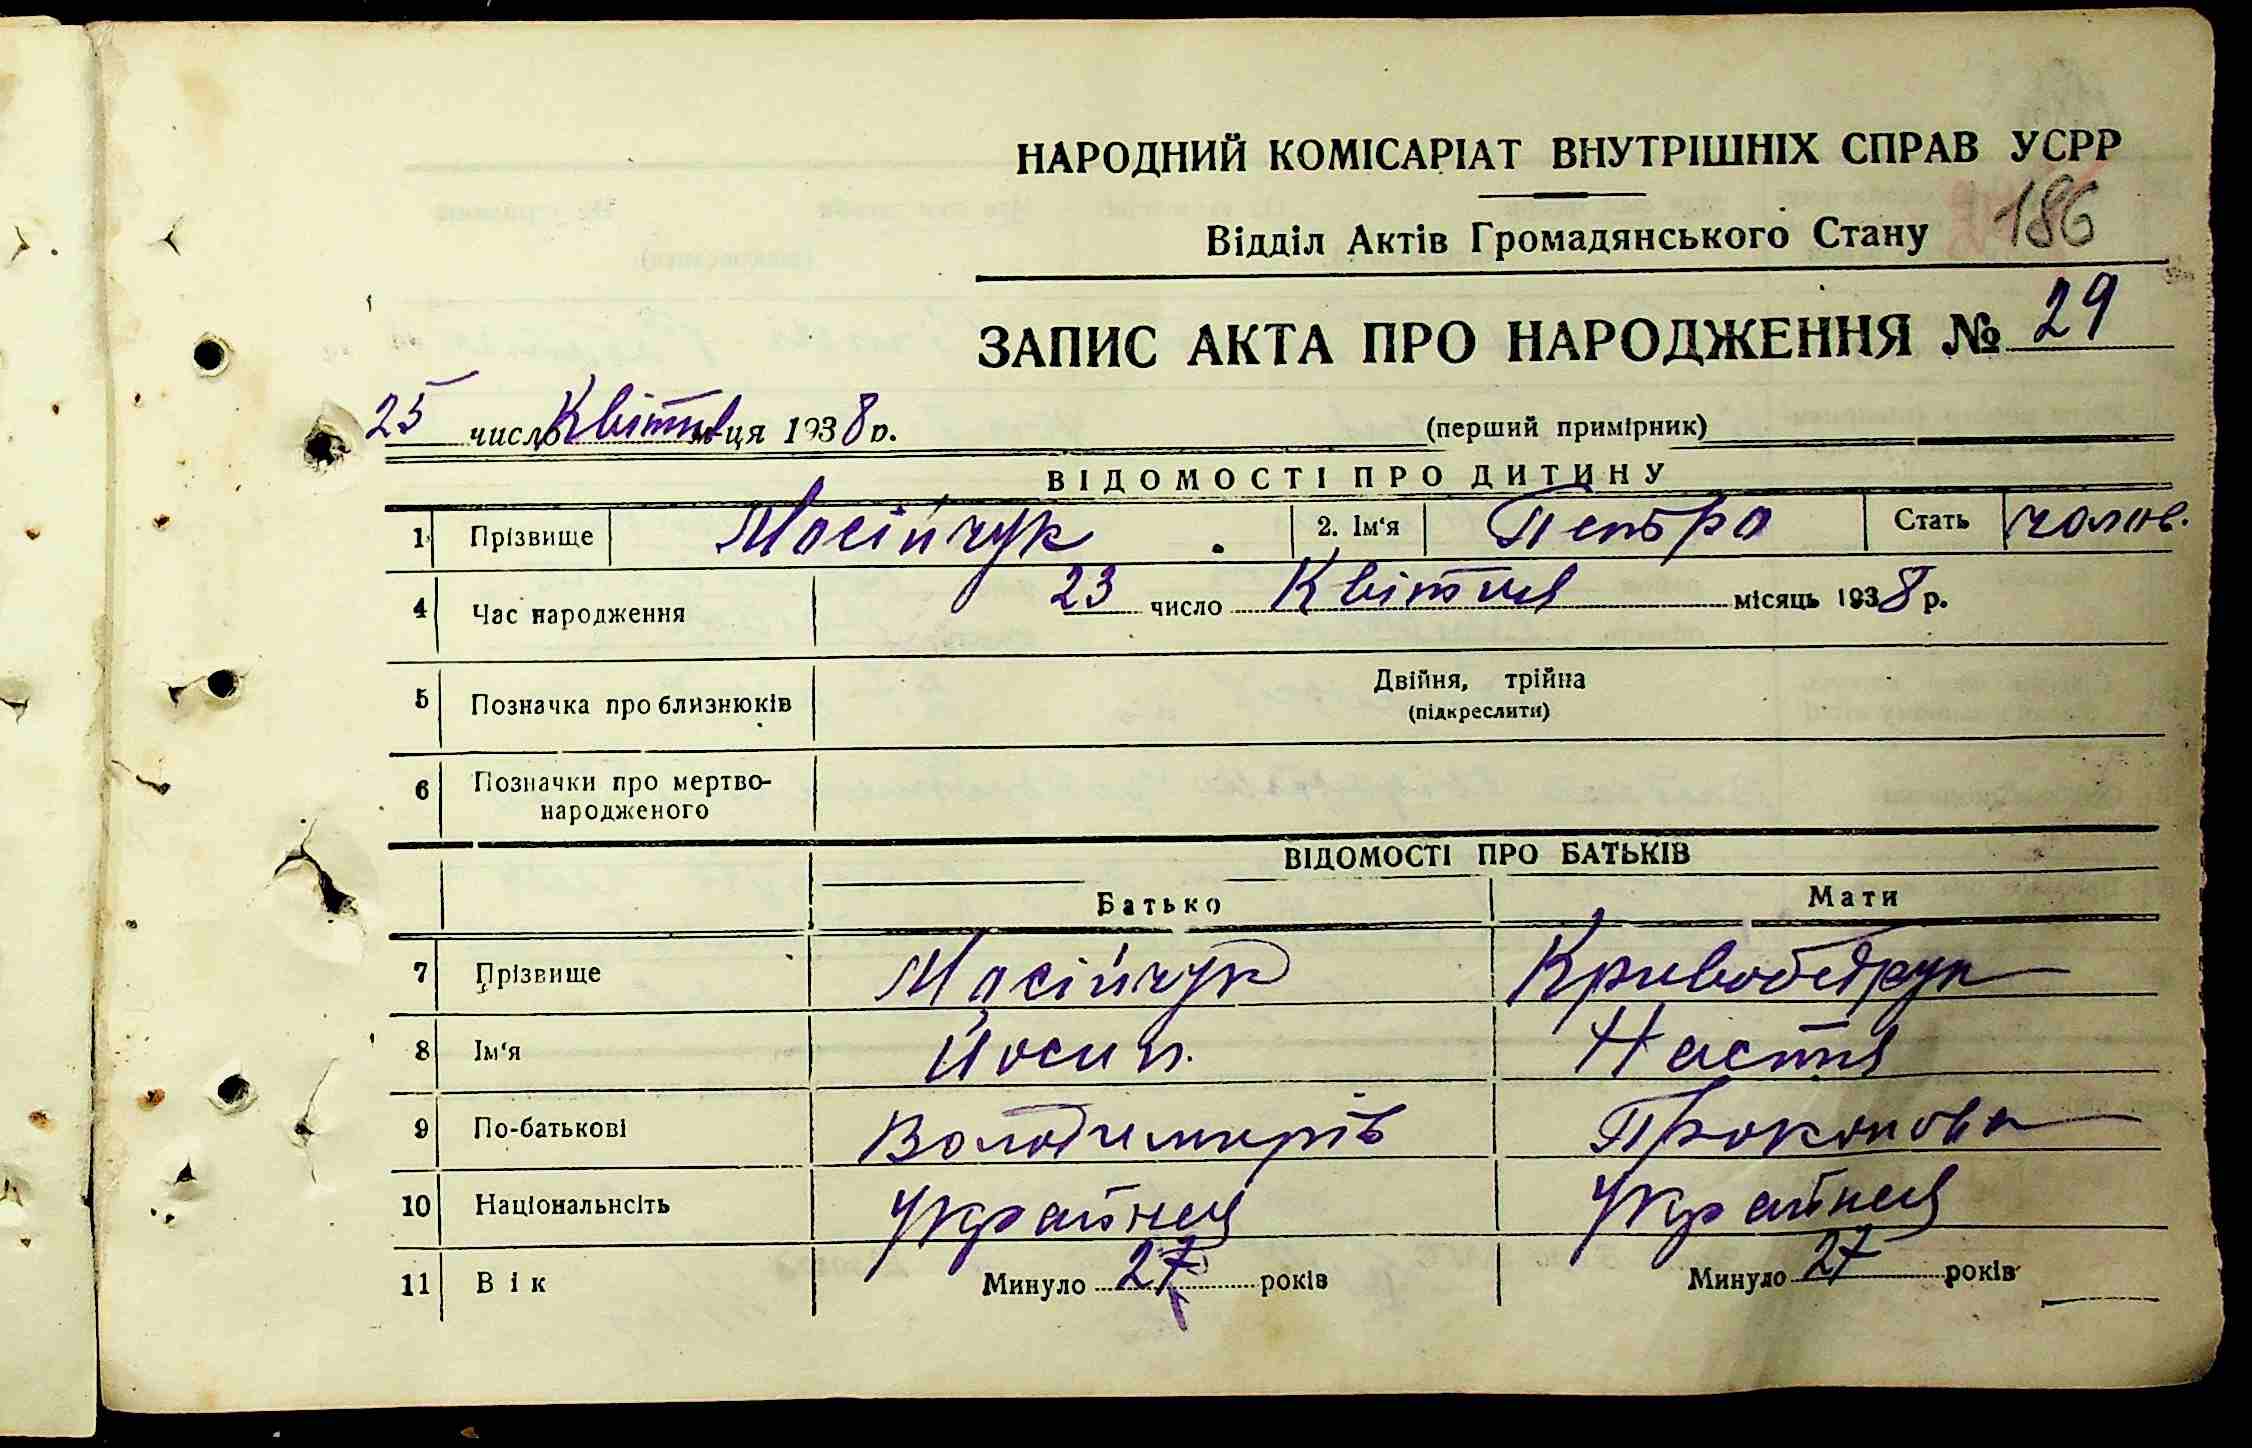 НАРОДНИЙ КОМІСАРІАТ ВНУТРІШНІХ СПРАВ УСРР
186
Відділ Актів Громадянського Стану
ЗАПИС АКТА ПРО НАРОДЖЕННЯ № 29
25 число Квітня м-ця 1938 р. (перший примірник)
ВІДОМОСТІ ПРО ДИТИНУ
1 Прізвище Мосійчук 2. Ім'я Петро Стать чолов.
4 Час народження 23 число Квітня місяць 1938 р.
5 Позначка про близнюків Двійня, трійна
(підкреслити)
6 Позначки про мертво-
народженого
ВІДОМОСТІ ПРО БАТЬКІВ
Батько Мати
7 Прізвище Мосійчук
8 Ім'я Йосип. Настя
9 По-батькові Володимирів Прокопова
10 Національнсіть
11 Вік Минуло 27 років Минуло 27 років